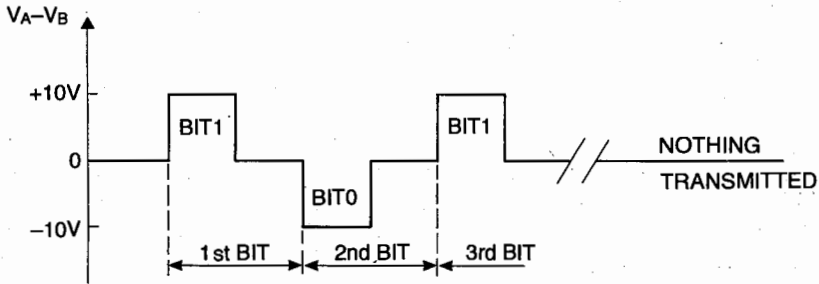 VA–VB
+10V
BIT1
BIT1
0
NOTHING
TRANSMITTED
BIT0
–10V
1st BIT
2nd BIT
3rd BIT